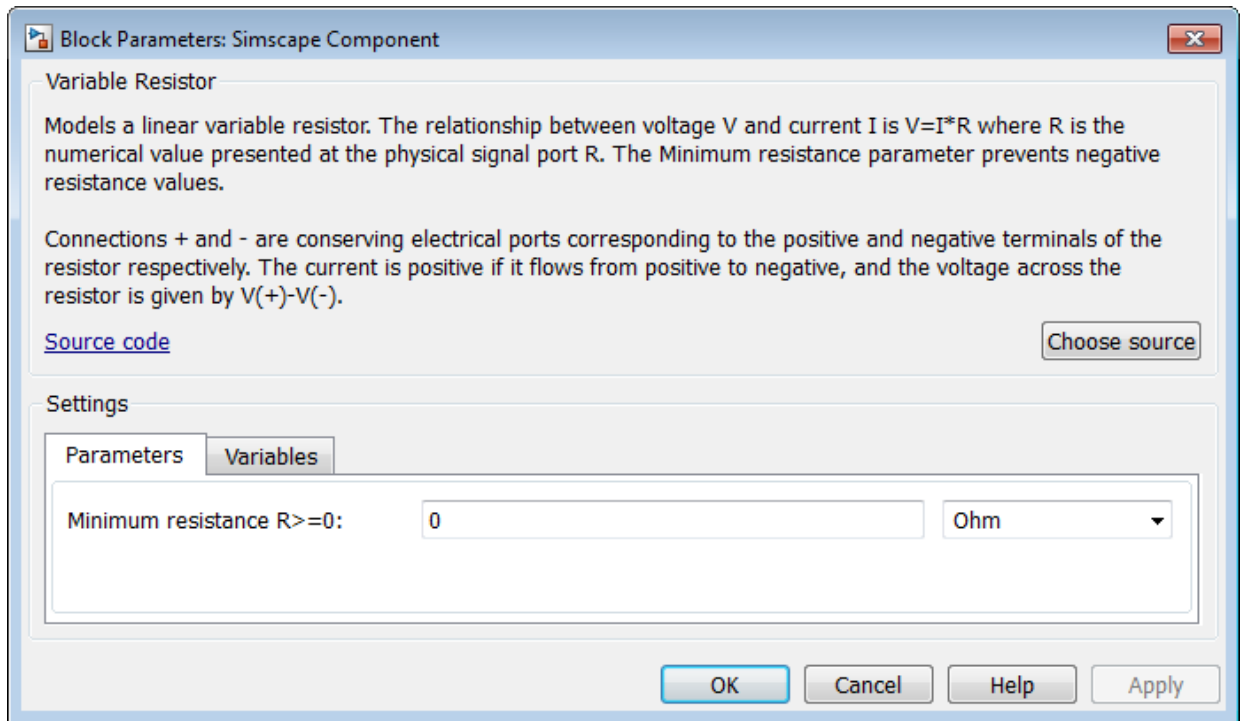 Block Parameters: Simscape Component
Variable Resistor
Models a linear variable resistor. The relationship between voltage V and current I is V=I*R where R is the
numerical value presented at the physical signal port R. The Minimum resistance parameter prevents negative
resistance values.
Connections + and - are conserving electrical ports corresponding to the positive and negative terminals of the
resistor respectively. The current is positive if it flows from positive to negative, and the voltage across the
resistor is given by V(+)-V(-).
Source code Choose source
Settings
Parameters Variables
Minimum resistance R>=0: 0 Ohm
OK Cancel Help Apply